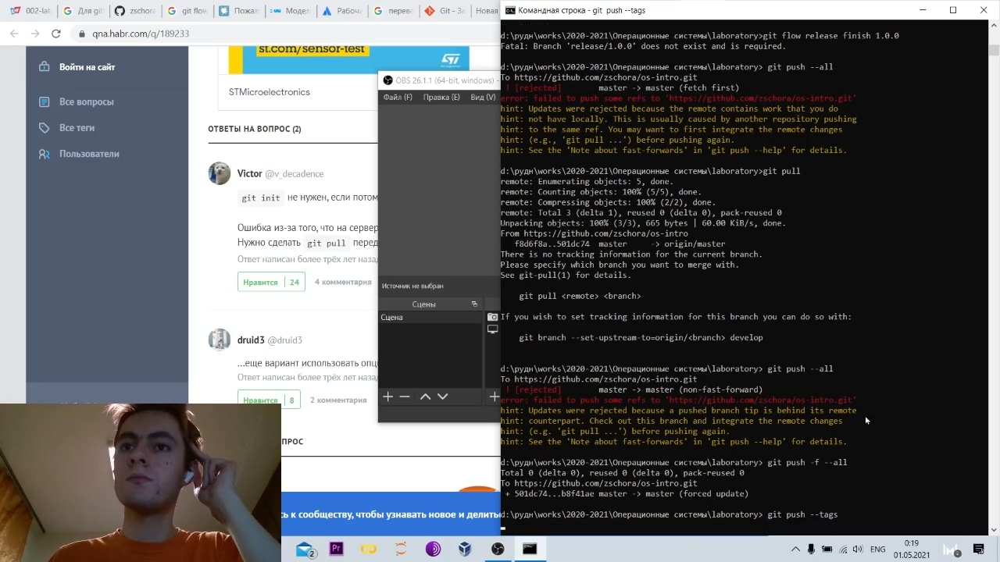 002-lat
G latex
G git-flo
G legac
Git - За
Новая
Командная строка - git push --tags
qna.habr.com/q/189233
Войти на сайт
Все вопросы
Все теги
Пользователи
st.com/sensor-test
STMicroelectronics
ОТВЕТЫ НА ВОПРОС (2)
Victor @v_decadence
git init не нужен, если потом
Ошибка из-за того, что на серве
Нужно сделать git pull перед
Ответ написан более трёх лет наза
Нравится 24 4 комментария
druid3 @druid3
...еще вариант использовать опц
Ответ написан более трёх лет наза
Нравится 8 2 комментария
ПРОС
сь к сообществу, чтобы узнавать новое и делиты
OBS 26.1.1 (64-bit, windows) -
Файл (F) Правка (E) Вид (V)
Источник не выбран
Сцены
Сцена
d:\рудн\works\2020-2021\Операционные системы\laboratory>git flow release finish 1.0.0
Fatal: Branch 'release/1.0.0' does not exist and is required.
d:\рудн\works\2020-2021\Операционные системы\laboratory> git push --all
To https://github.com/zschora/os-intro.git
! [rejected] master -> master (fetch first)
error: failed to push some refs to 'https://github.com/zschora/os-intro.git'
hint: Updates were rejected because the remote contains work that you do
hint: not have locally. This is usually caused by another repository pushing
hint: to the same ref. You may want to first integrate the remote changes
hint: (e.g., 'git pull ...') before pushing again.
hint: See the 'Note about fast-forwards' in 'git push --help' for details.
d:\рудн\works\2020-2021\Операционные системы\laboratory>git pull
remote: Enumerating objects: 5, done.
remote: Counting objects: 100% (5/5), done.
remote: Compressing objects: 100% (2/2), done.
remote: Total 3 (delta 1), reused 0 (delta 0), pack-reused 0
Unpacking objects: 100% (3/3), 665 bytes | 60.00 KiB/s, done.
From https://github.com/zschora/os-intro
f8d6f8a..501dc74 master -> origin/master
There is no tracking information for the current branch.
Please specify which branch you want to merge with.
See git-pull(1) for details.
git pull <remote> <branch>
If you wish to set tracking information for this branch you can do so with:
git branch --set-upstream-to=origin/<branch> develop
d:\рудн\works\2020-2021\Операционные системы\laboratory> git push --all
To https://github.com/zschora/os-intro.git
! [rejected] master -> master (non-fast-forward)
error: failed to push some refs to 'https://github.com/zschora/os-intro.git'
hint: Updates were rejected because a pushed branch tip is behind its remote
hint: counterpart. Check out this branch and integrate the remote changes
hint: (e.g. 'git pull ...') before pushing again.
hint: See the 'Note about fast-forwards' in 'git push --help' for details.
d:\рудн\works\2020-2021\Операционные системы\laboratory> git push -f --all
Total 0 (delta 0), reused 0 (delta 0), pack-reused 0
To https://github.com/zschora/os-intro.git
+ 501dc74...b8f41ae master -> master (forced update)
d:\рудн\works\2020-2021\Операционные системы\laboratory> git push --tags
ENG
0:19
01.05.2021